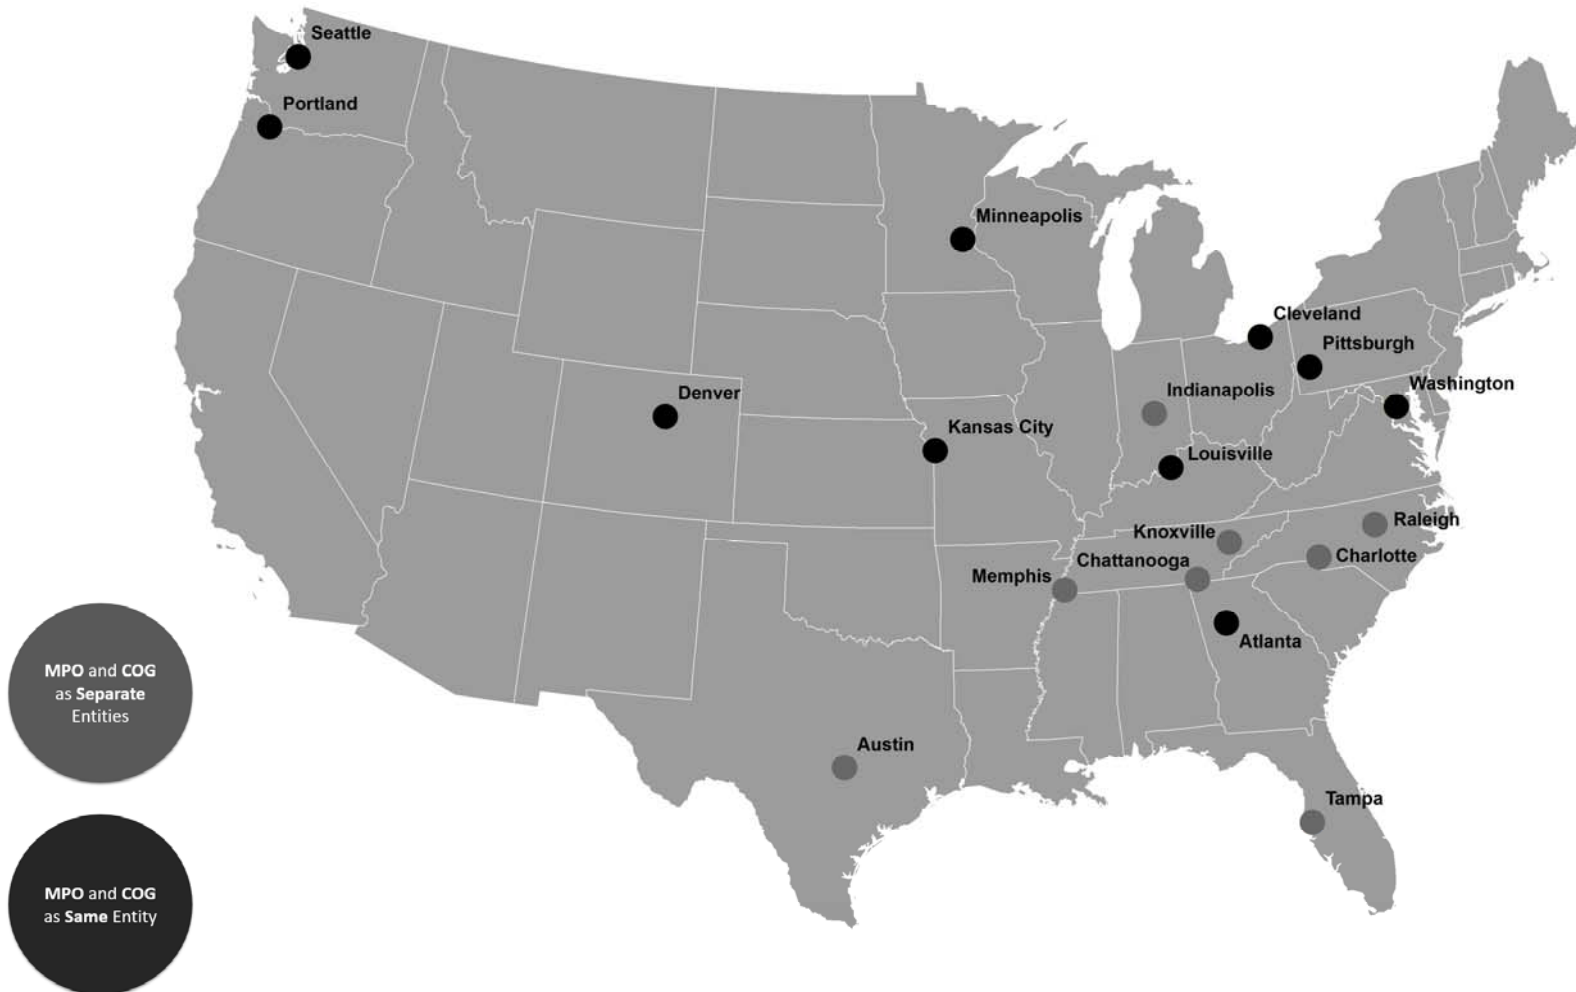 Seattle
Portland
Minneapolis
Cleveland
Pittsburgh
Washington
Indianapolis
Denver
Kansas City
Louisville
Raleigh
Knoxville
Charlotte
Chattanooga
Memphis
Atlanta
Austin
Tampa
MPO and COG
as Separate
Entities
MPO and COG
as Same Entity